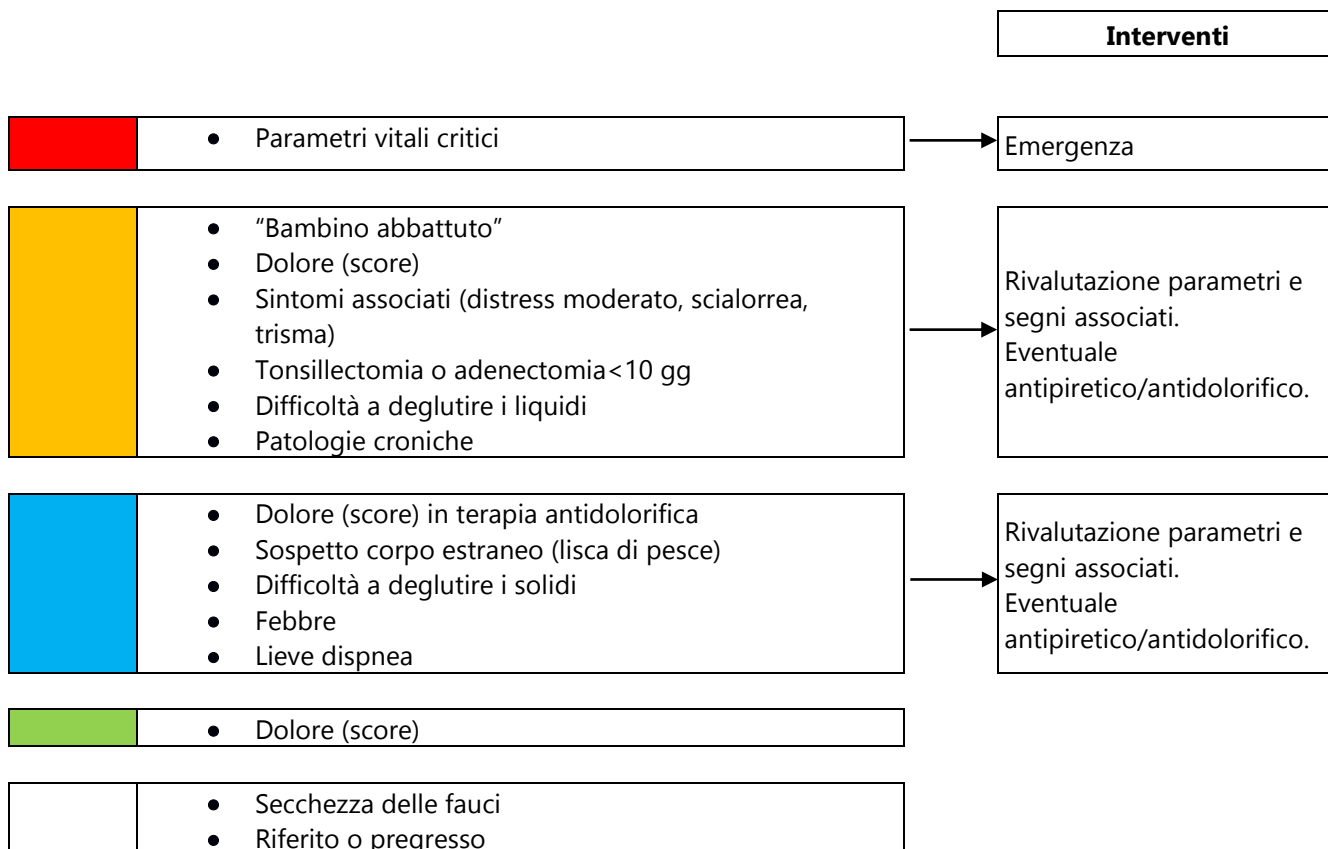 Interventi
● Parametri vitali critici
Emergenza
● “Bambino abbattuto”
● Dolore (score)
● Sintomi associati (distress moderato, scialorrea,
trisma)
● Tonsillectomia o adenectomia<10 gg
● Difficoltà a deglutire i liquidi
● Patologie croniche
Rivalutazione parametri e
segni associati.
Eventuale
antipiretico/antidolorifico.
● Dolore (score) in terapia antidolorifica
● Sospetto corpo estraneo (lisca di pesce)
● Difficoltà a deglutire i solidi
● Febbre
● Lieve dispnea
Rivalutazione parametri e
segni associati.
Eventuale
antipiretico/antidolorifico.
● Dolore (score)
● Secchezza delle fauci
● Riferito o pregresso